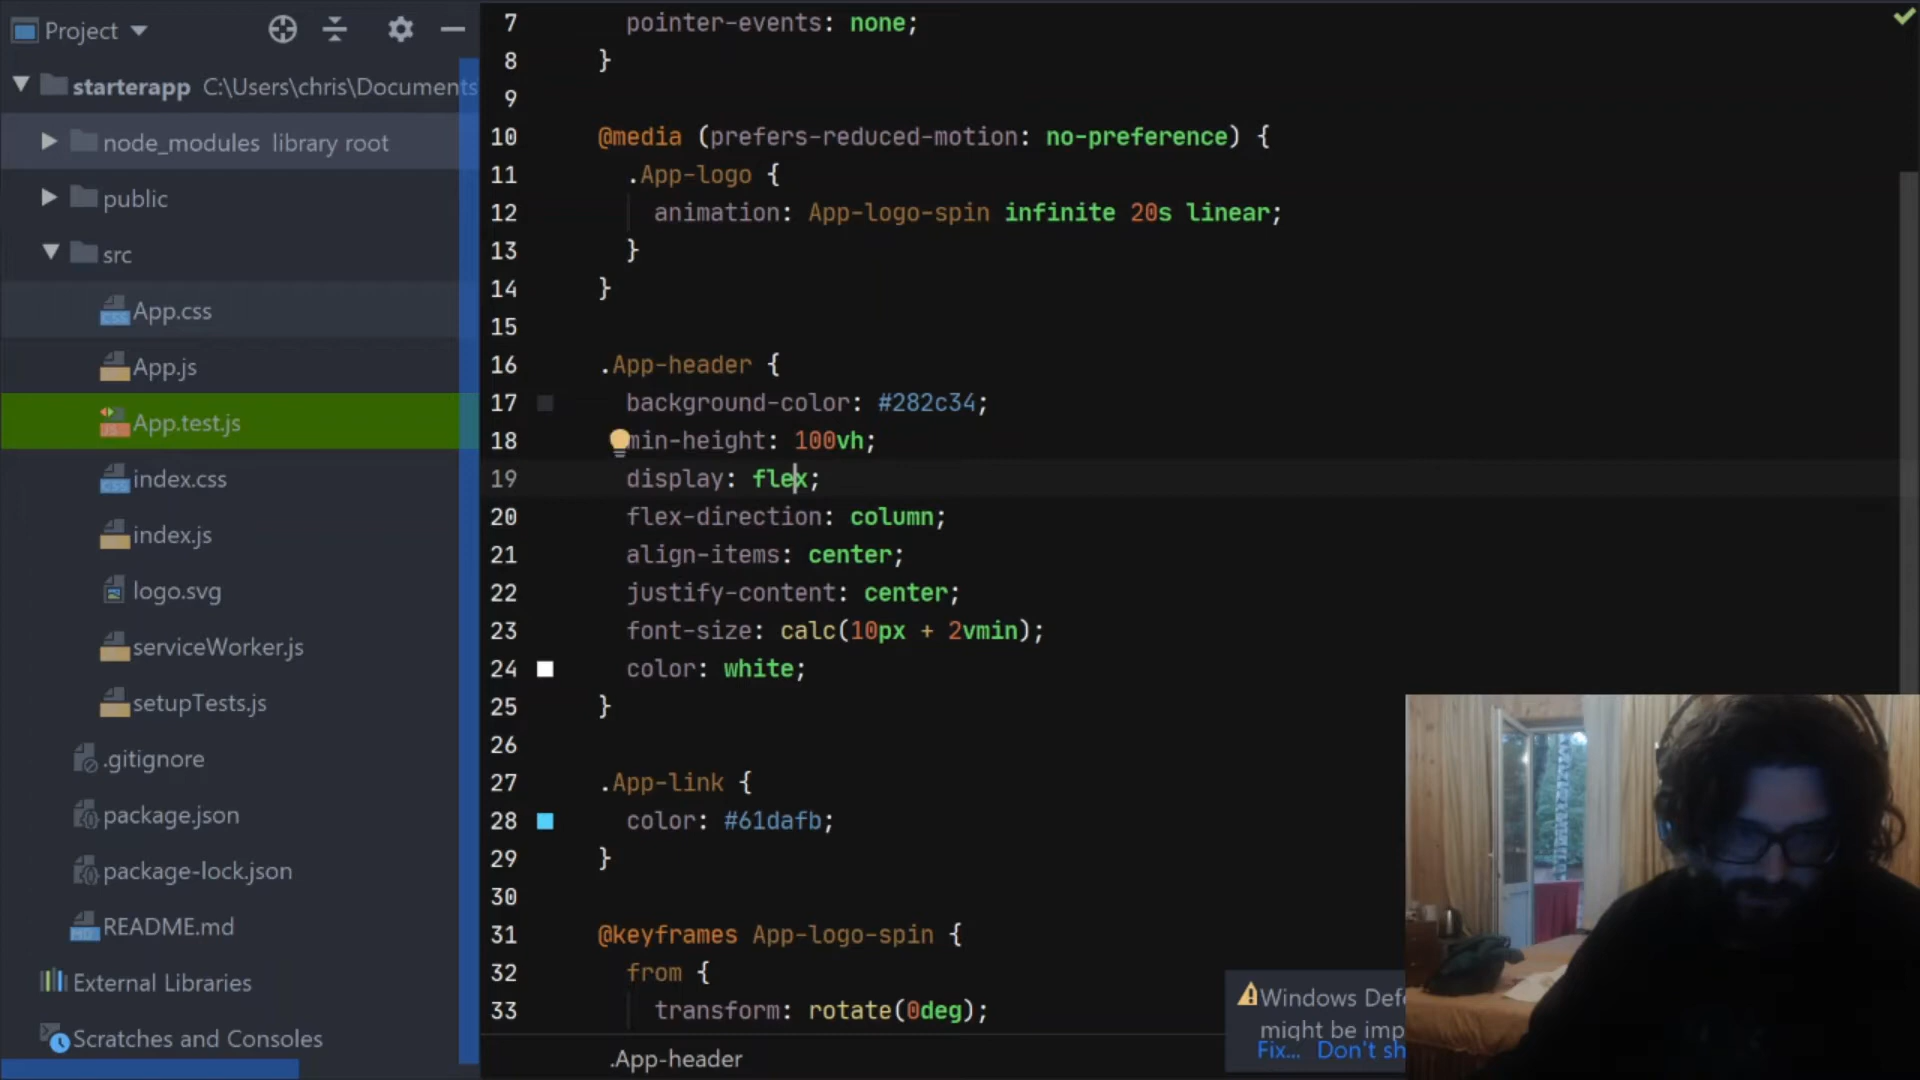 Project
starterapp C:\Users\chris\Documents
node_modules library root
public
src
App.css
App.js
App.test.js
index.css
index.js
logo.svg
serviceWorker.js
setupTests.js
.gitignore
package.json
package-lock.json
README.md
External Libraries
Scratches and Consoles
7 pointer-events: none;
8 }
9
10 @media (prefers-reduced-motion: no-preference) {
11 .App-logo {
12 animation: App-logo-spin infinite 20s linear;
13 }
14 }
15
16 .App-header {
17 background-color: #282c34;
18 min-height: 100vh;
19 display: flex;
20 flex-direction: column;
21 align-items: center;
22 justify-content: center;
23 font-size: calc(10px + 2vmin);
24 color: white;
25 }
26
27 .App-link {
28 color: #61dafb;
29 }
30
31 @keyframes App-logo-spin {
32 from {
33 transform: rotate(0deg);
.App-header
Windows Def
might be imp
Fix... Don't sh